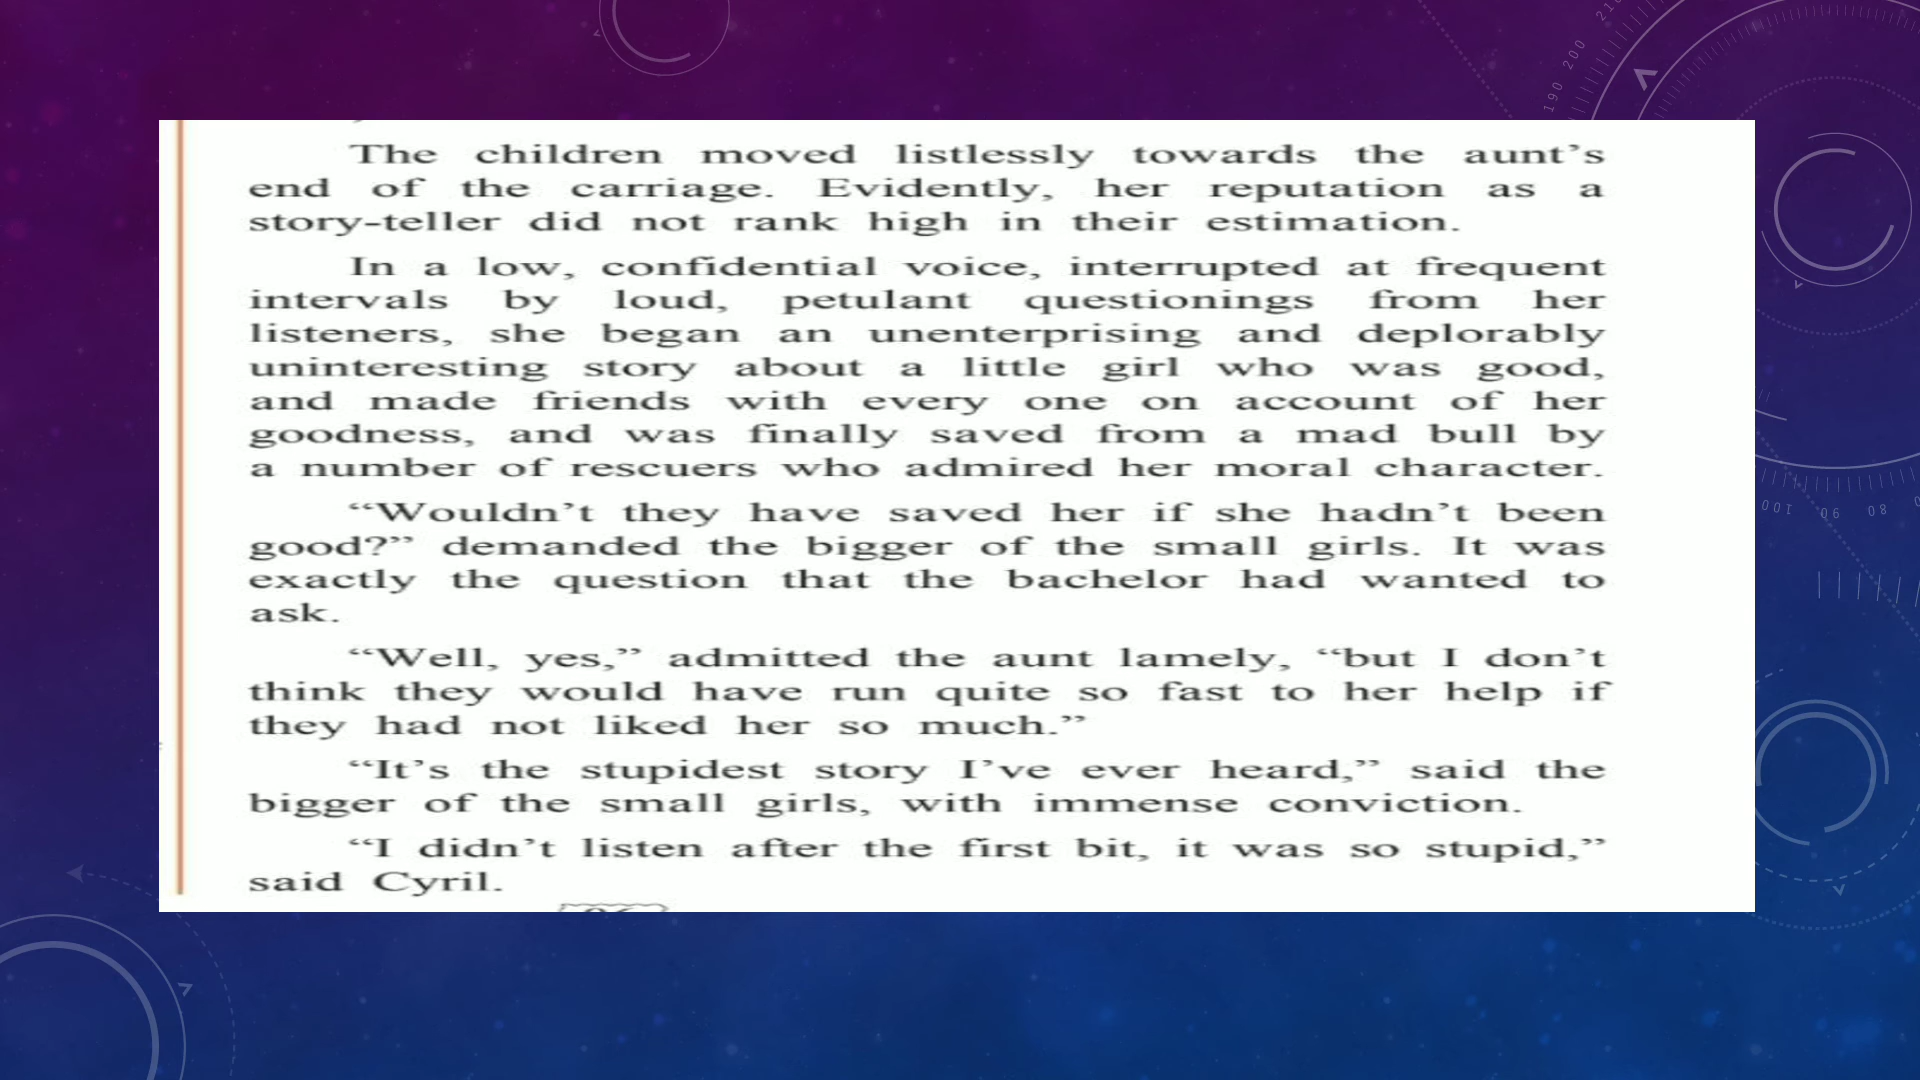 The children moved listlessly towards the aunt’s
end of the carriage. Evidently, her reputation as a
story-teller did not rank high in their estimation.
In a low, confidential voice, interrupted at frequent
intervals by loud, petulant questionings from her
listeners, she began an unenterprising and deplorably
uninteresting story about a little girl who was good,
and made friends with every one on account of her
goodness, and was finally saved from a mad bull by
a number of rescuers who admired her moral character.
“Wouldn’t they have saved her if she hadn’t been
good?” demanded the bigger of the small girls. It was
exactly the question that the bachelor had wanted to
ask.
“Well, yes,” admitted the aunt lamely, “but I don’t
think they would have run quite so fast to her help if
they had not liked her so much.”
“It’s the stupidest story I’ve ever heard,” said the
bigger of the small girls, with immense conviction.
“I didn’t listen after the first bit, it was so stupid,”
said Cyril.
210
200
190
100
90
80